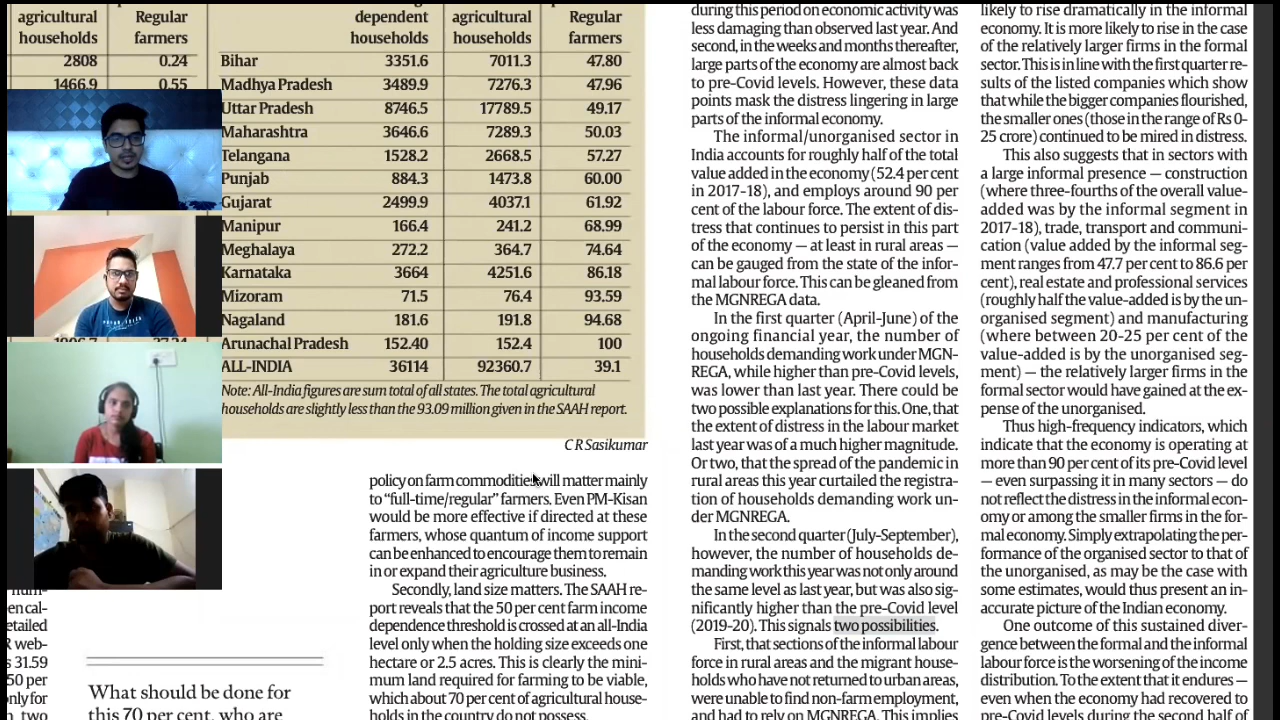 agricultural
households
Regular
farmers
2808 0.24
1466.9 0.55
dependent
households
agricultural
households
Regular
farmers
Bihar 3351.6 7011.3 47.80
Madhya Pradesh 3489.9 7276.3 47.96
Uttar Pradesh 8746.5 17789.5 49.17
Maharashtra 3646.6 7289.3 50.03
Telangana 1528.2 2668.5 57.27
Punjab 884.3 1473.8 60.00
Gujarat 2499.9 4037.1 61.92
Manipur 166.4 241.2 68.99
Meghalaya 272.2 364.7 74.64
Karnataka 3664 4251.6 86.18
Mizoram 71.5 76.4 93.59
Nagaland 181.6 191.8 94.68
Arunachal Pradesh 152.40 152.4 100
ALL-INDIA 36114 92360.7 39.1
Note: All-India figures are sum total of all states. The total agricultural
households are slightly less than the 93.09 million given in the SAAH report.
C R Sasikumar
en cal-
etailed
R web-
s 31.59
50 per
only for
two
What should be done for
this 70 per cent, who are
policy on farm commodities will matter mainly
to “full-time/regular” farmers. Even PM-Kisan
would be more effective if directed at these
farmers, whose quantum of income support
can be enhanced to encourage them to remain
in or expand their agriculture business.
Secondly, land size matters. The SAAH re-
port reveals that the 50 per cent farm income
dependence threshold is crossed at an all-India
level only when the holding size exceeds one
hectare or 2.5 acres. This is clearly the mini-
mum land required for farming to be viable,
which about 70 per cent of agricultural house-
holds in the country do not possess.
during this period on economic activity was
less damaging than observed last year. And
second, in the weeks and months thereafter,
large parts of the economy are almost back
to pre-Covid levels. However, these data
points mask the distress lingering in large
parts of the informal economy.
The informal/unorganised sector in
India accounts for roughly half of the total
value added in the economy (52.4 per cent
in 2017-18), and employs around 90 per
cent of the labour force. The extent of dis-
tress that continues to persist in this part
of the economy — at least in rural areas —
can be gauged from the state of the infor-
mal labour force. This can be gleaned from
the MGNREGA data.
In the first quarter (April-June) of the
ongoing financial year, the number of
households demanding work under MGN-
REGA, while higher than pre-Covid levels,
was lower than last year. There could be
two possible explanations for this. One, that
the extent of distress in the labour market
last year was of a much higher magnitude.
Or two, that the spread of the pandemic in
rural areas this year curtailed the registra-
tion of households demanding work un-
der MGNREGA.
In the second quarter (July-September),
however, the number of households de-
manding work this year was not only around
the same level as last year, but was also sig-
nificantly higher than the pre-Covid level
(2019-20). This signals two possibilities.
First, that sections of the informal labour
force in rural areas and the migrant house-
holds who have not returned to urban areas,
were unable to find non-farm employment,
and had to rely on MGNREGA. This implies
likely to rise dramatically in the informal
economy. It is more likely to rise in the case
of the relatively larger firms in the formal
sector. This is in line with the first quarter re-
sults of the listed companies which show
that while the bigger companies flourished,
the smaller ones (those in the range of Rs 0-
25 crore) continued to be mired in distress.
This also suggests that in sectors with
a large informal presence — construction
(where three-fourths of the overall value-
added was by the informal segment in
2017-18), trade, transport and communi-
cation (value added by the informal seg-
ment ranges from 47.7 per cent to 86.6 per
cent), real estate and professional services
(roughly half the value-added is by the un-
organised segment) and manufacturing
(where between 20-25 per cent of the
value-added is by the unorganised seg-
ment) — the relatively larger firms in the
formal sector would have gained at the ex-
pense of the unorganised.
Thus high-frequency indicators, which
indicate that the economy is operating at
more than 90 per cent of its pre-Covid level
— even surpassing it in many sectors — do
not reflect the distress in the informal econ-
omy or among the smaller firms in the for-
mal economy. Simply extrapolating the per-
formance of the organised sector to that of
the unorganised, as may be the case with
some estimates, would thus present an in-
accurate picture of the Indian economy.
One outcome of this sustained diver-
gence between the formal and the informal
labour force is the worsening of the income
distribution. To the extent that it endures —
even when the economy had recovered to
pre-Covid levels during the second half of